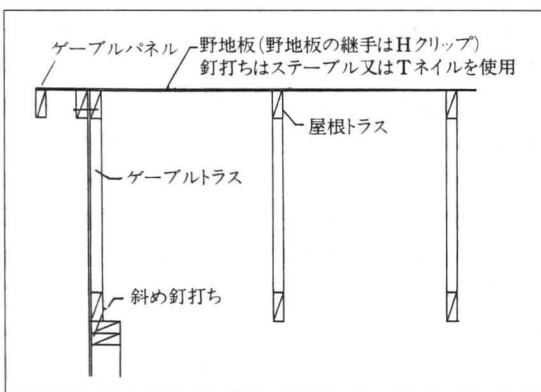 ゲーブルパネル
野地板(野地板の継手はHクリップ)
釘打ちはステープル又はTネイルを使用
屋根トラス
ゲーブルトラス
斜め釘打ち